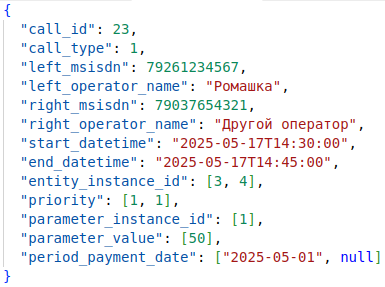 {
"call_id": 23,
"call_type": 1,
"left_msisdn": 79261234567,
"left_operator_name": "Ромашка",
"right_msisdn": 79037654321,
"right_operator_name": "Другой оператор",
"start_datetime": "2025-05-17T14:30:00",
"end_datetime": "2025-05-17T14:45:00",
"entity_instance_id": [3, 4],
"priority": [1, 1],
"parameter_instance_id": [1],
"parameter_value": [50],
"period_payment_date": ["2025-05-01", null]
}